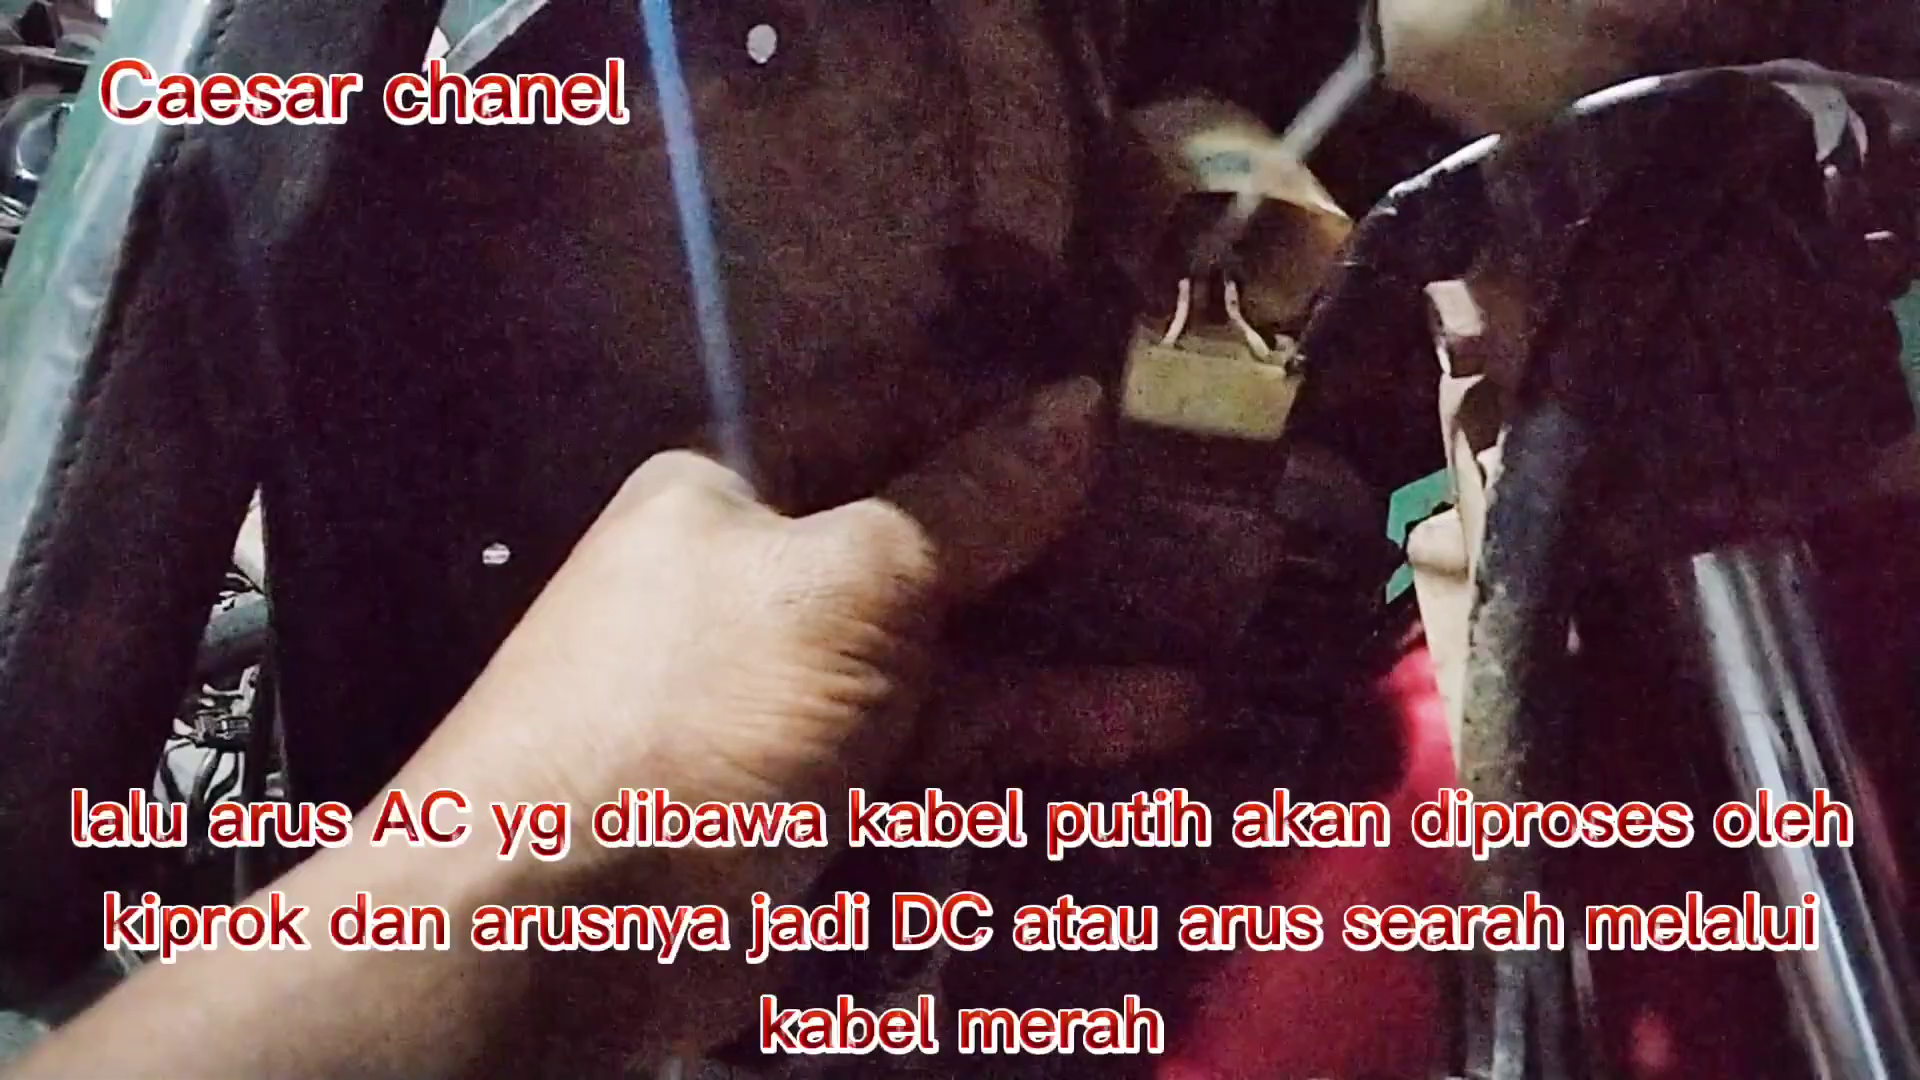 Caesar chanel
lalu arus AC yg dibawa kabel putih akan diproses oleh
kiprok dan arusnya jadi DC atau arus searah melalui
kabel merah